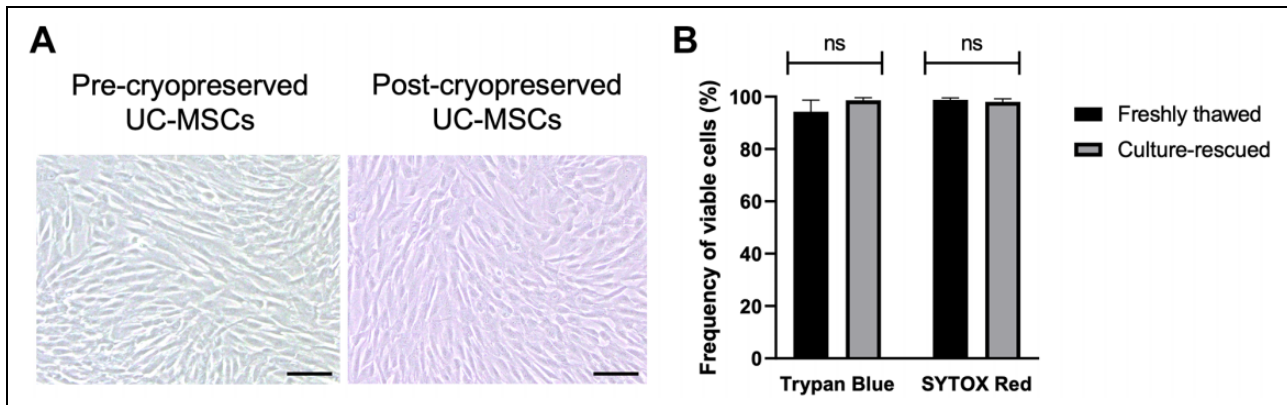 A
Pre-cryopreserved
UC-MSCs
Post-cryopreserved
UC-MSCs
B
ns
ns
Frequency of viable cells (%)
100
80
60
40
20
0
Trypan Blue
SYTOX Red
Freshly thawed
Culture-rescued